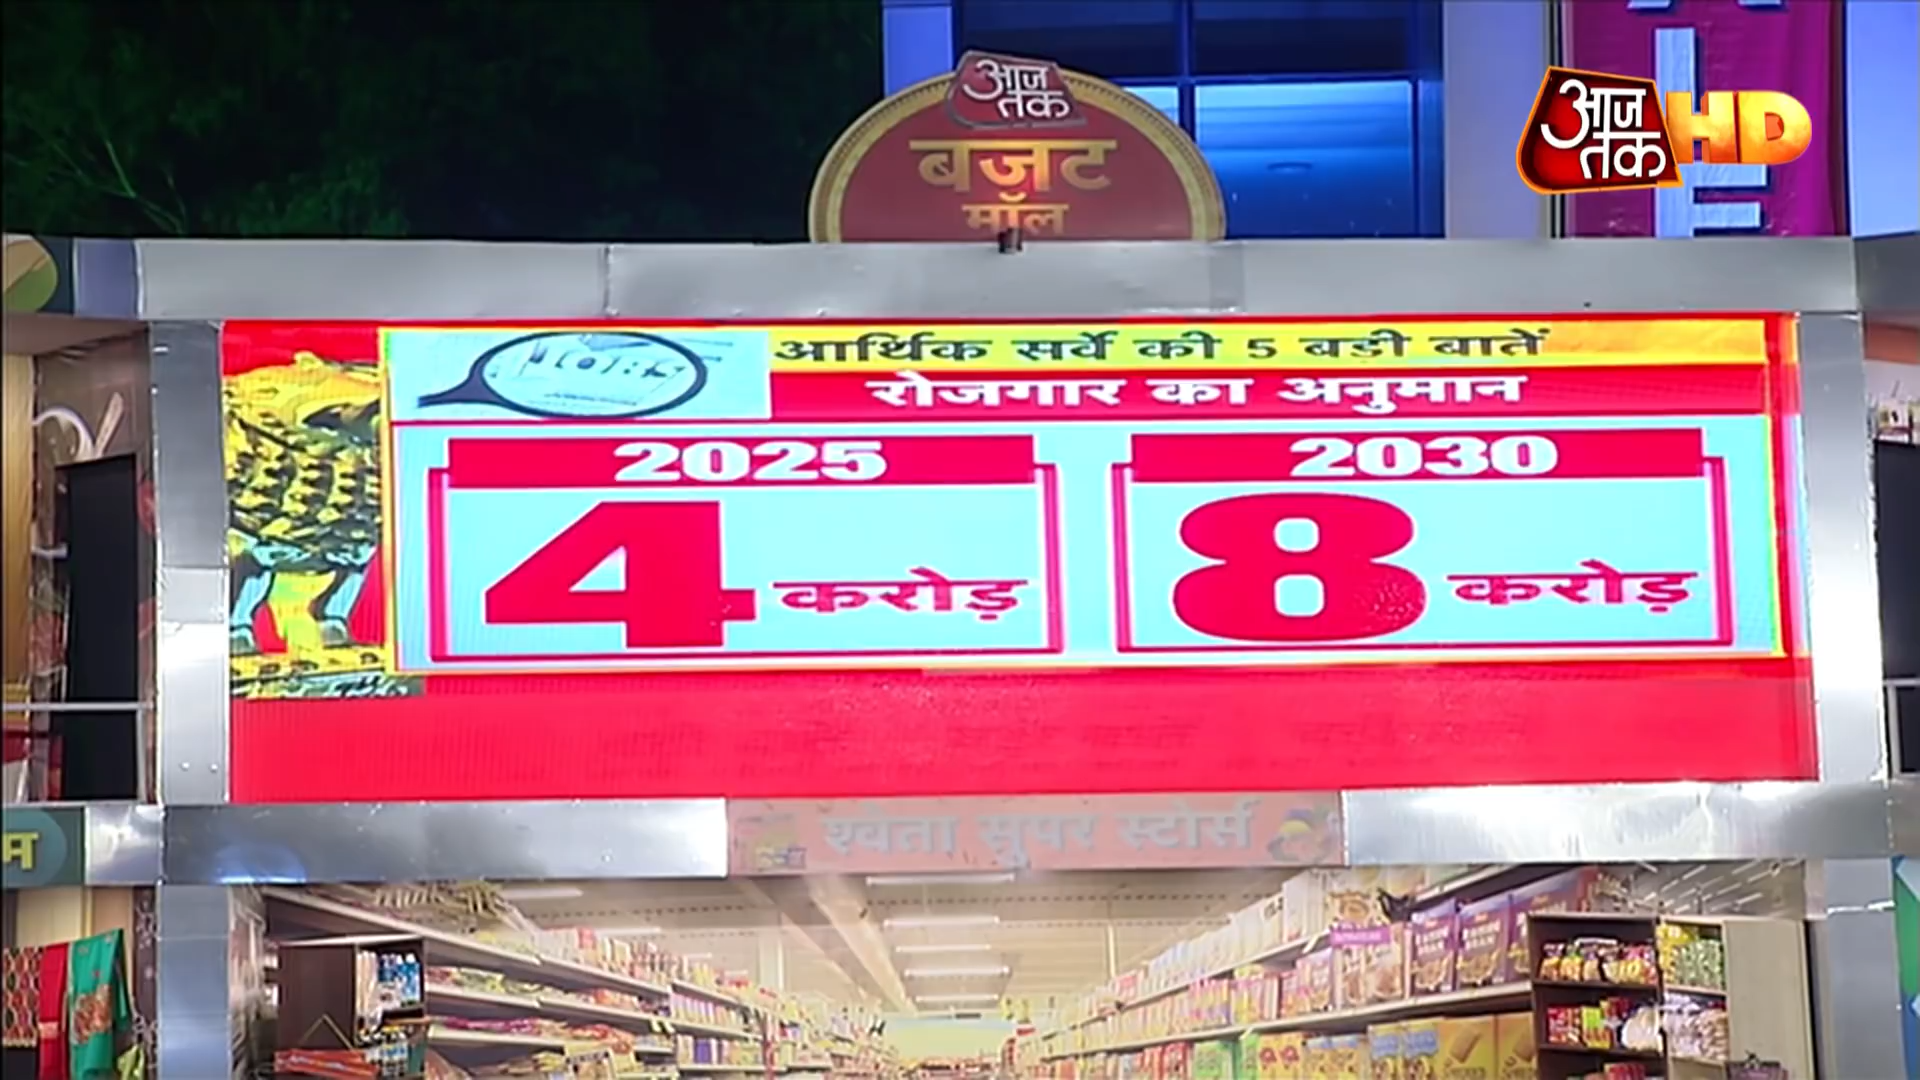 आज
तक
बजट
मॉल
आज
तक HD
आर्थिक सर्वे की 5 बडी बातें
रोजगार का अनुमान
2025
2030
4 करोड़
8 करोड़
श्वेता सुपर स्टोर्स